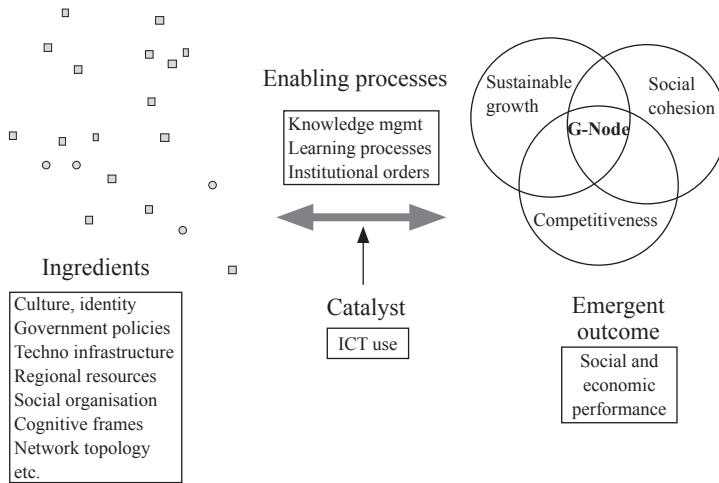 Enabling processes
Knowledge mgmt
Learning processes
Institutional orders
Sustainable
growth
Social
cohesion
G-Node
Competitiveness
Ingredients
Culture, identity
Government policies
Techno infrastructure
Regional resources
Social organisation
Cognitive frames
Network topology
etc.
Catalyst
ICT use
Emergent
outcome
Social and
economic
performance